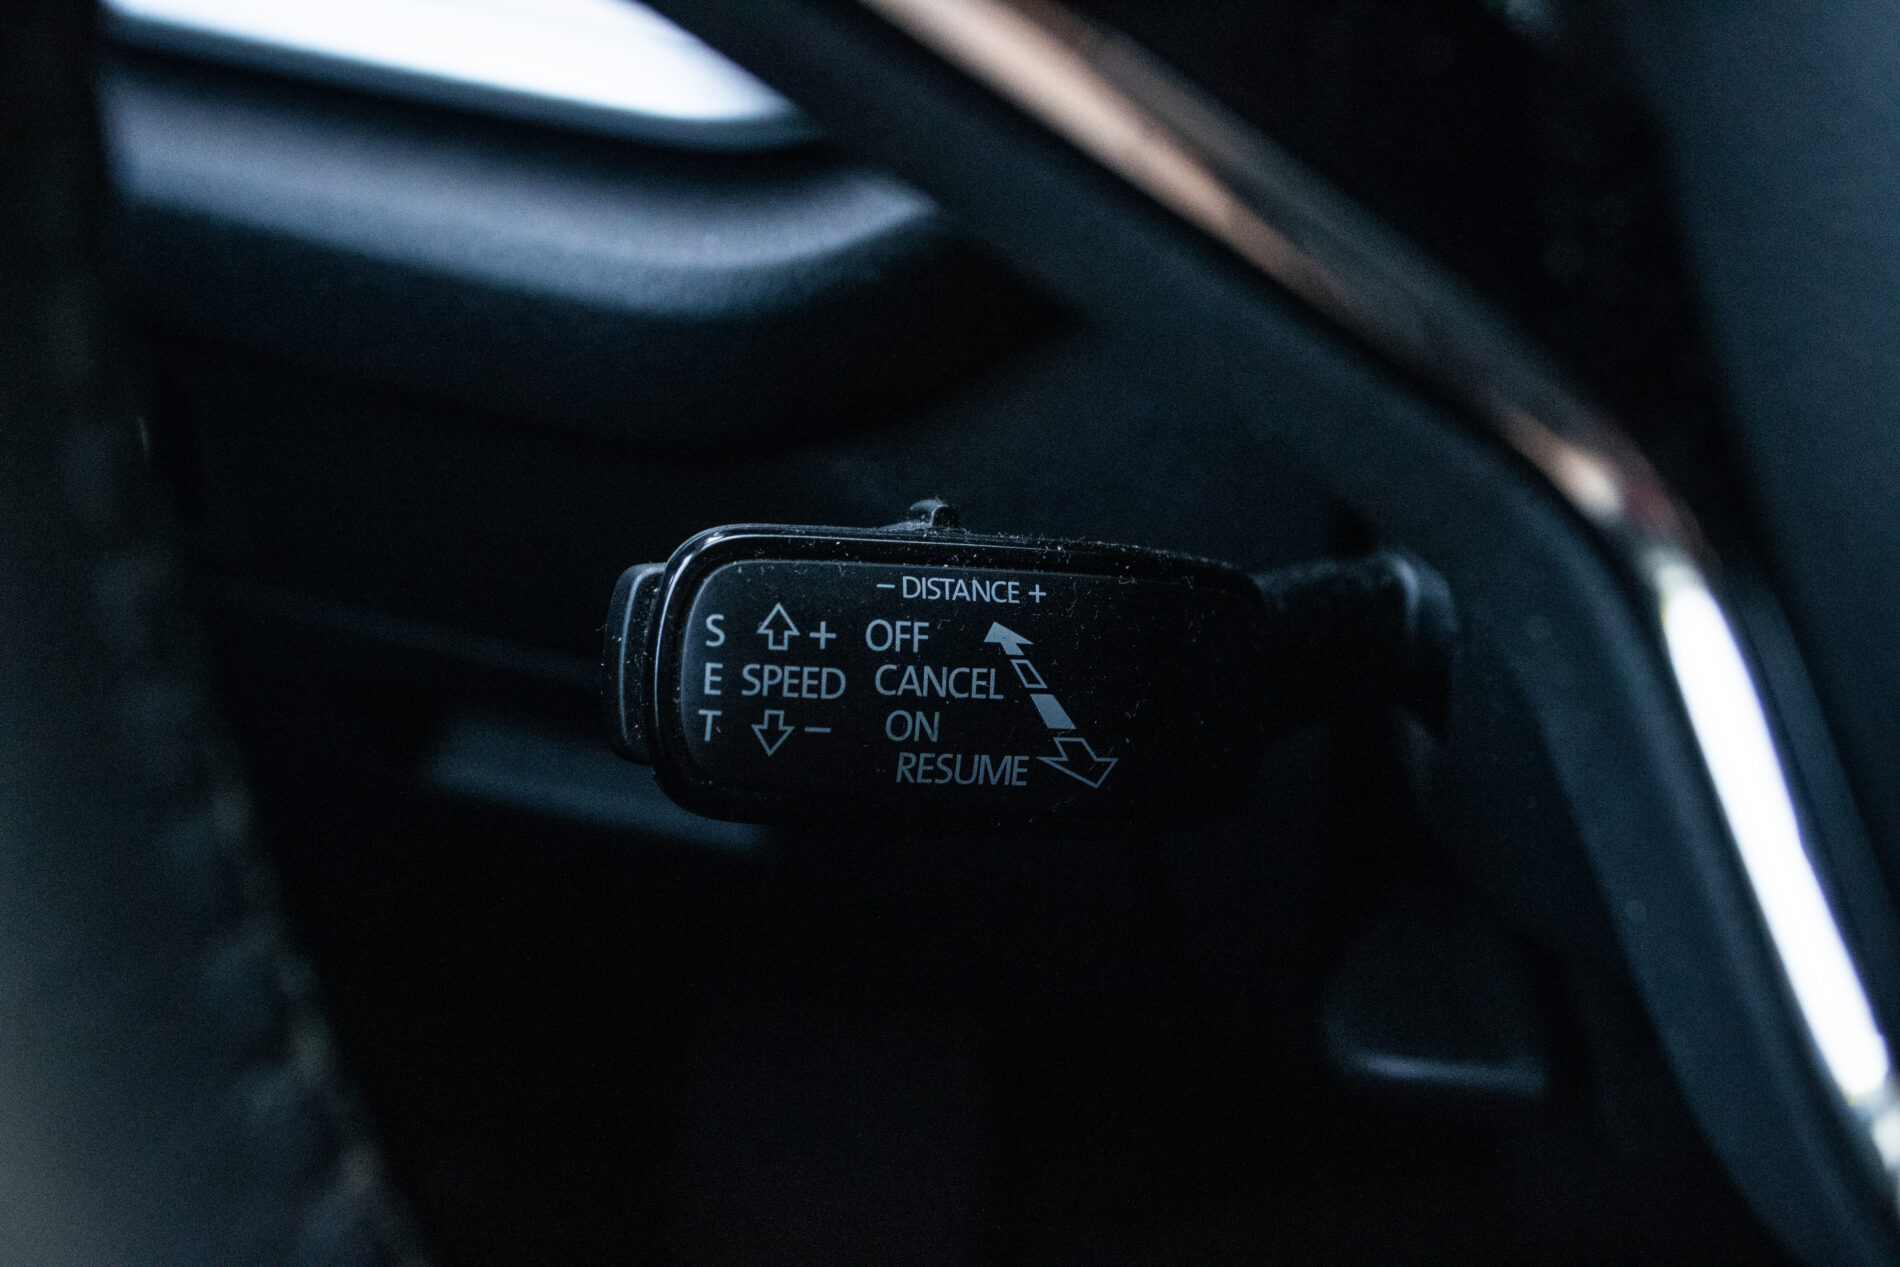 – DISTANCE +
S + OFF
E SPEED CANCEL
T – ON
RESUME